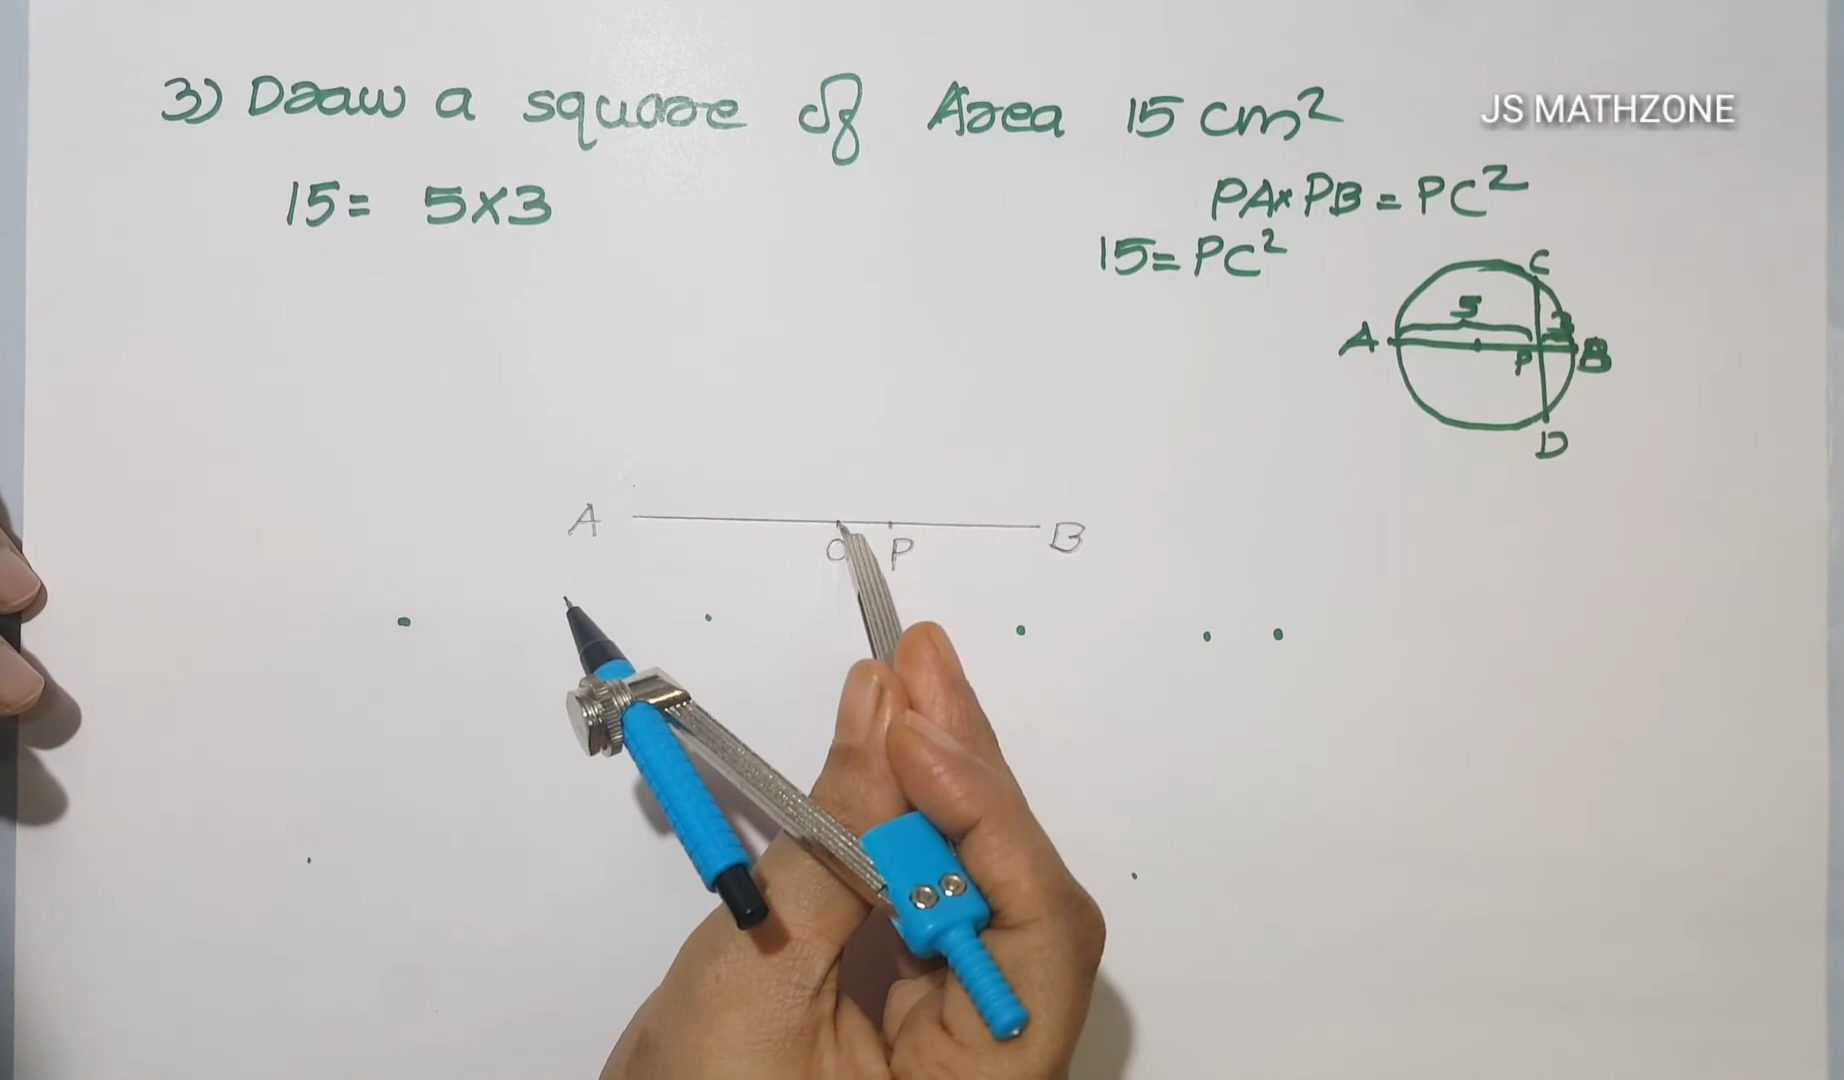 3) Draw a square of Area 15 cm²
JS MATHZONE
15 = 5×3
PA×PB = PC²
15 = PC²
C
5 3
A P B
D
A B
O P